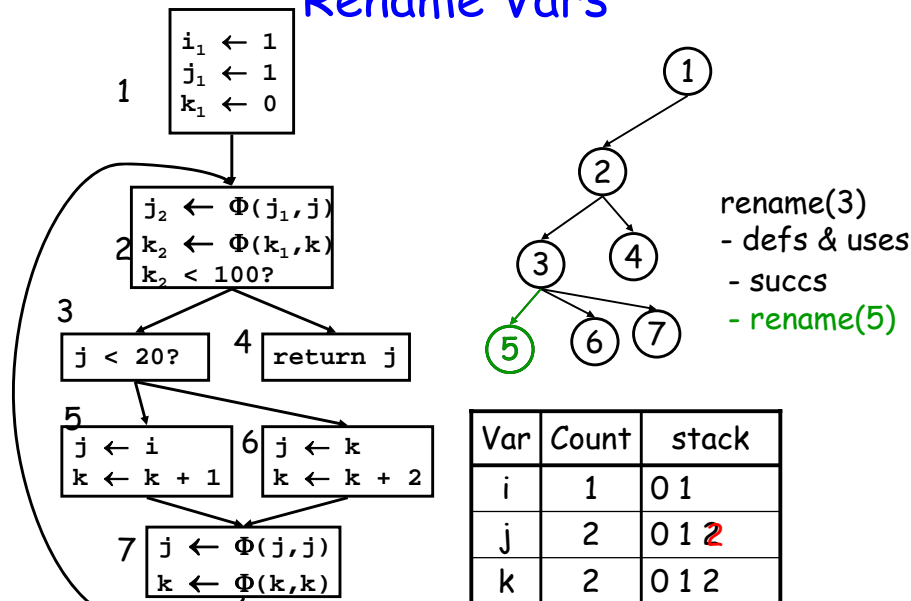 Rename Vars
1
i₁ ← 1
j₁ ← 1
k₁ ← 0
2
j₂ ← Φ(j₁,j)
k₂ ← Φ(k₁,k)
k₂ < 100?
3
j < 20?
4
return j
5
j ← i
k ← k + 1
6
j ← k
k ← k + 2
7
j ← Φ(j,j)
k ← Φ(k,k)
1
2
3
4
5
6
7
rename(3)
- defs & uses
- succs
- rename(5)
Var Count stack
i 1 0 1
j 2 0 1 2
k 2 0 1 2